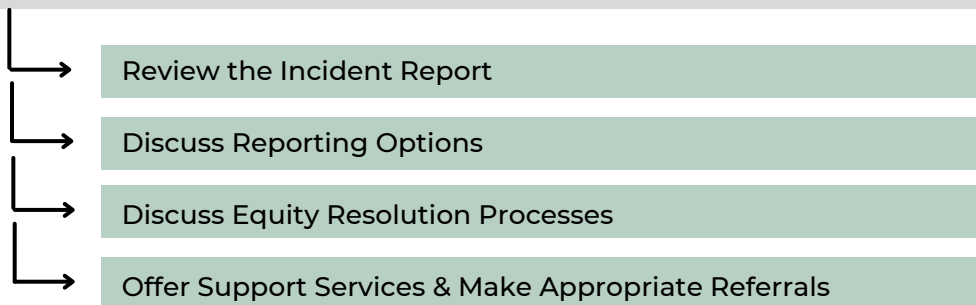 Review the Incident Report
Discuss Reporting Options
Discuss Equity Resolution Processes
Offer Support Services & Make Appropriate Referrals